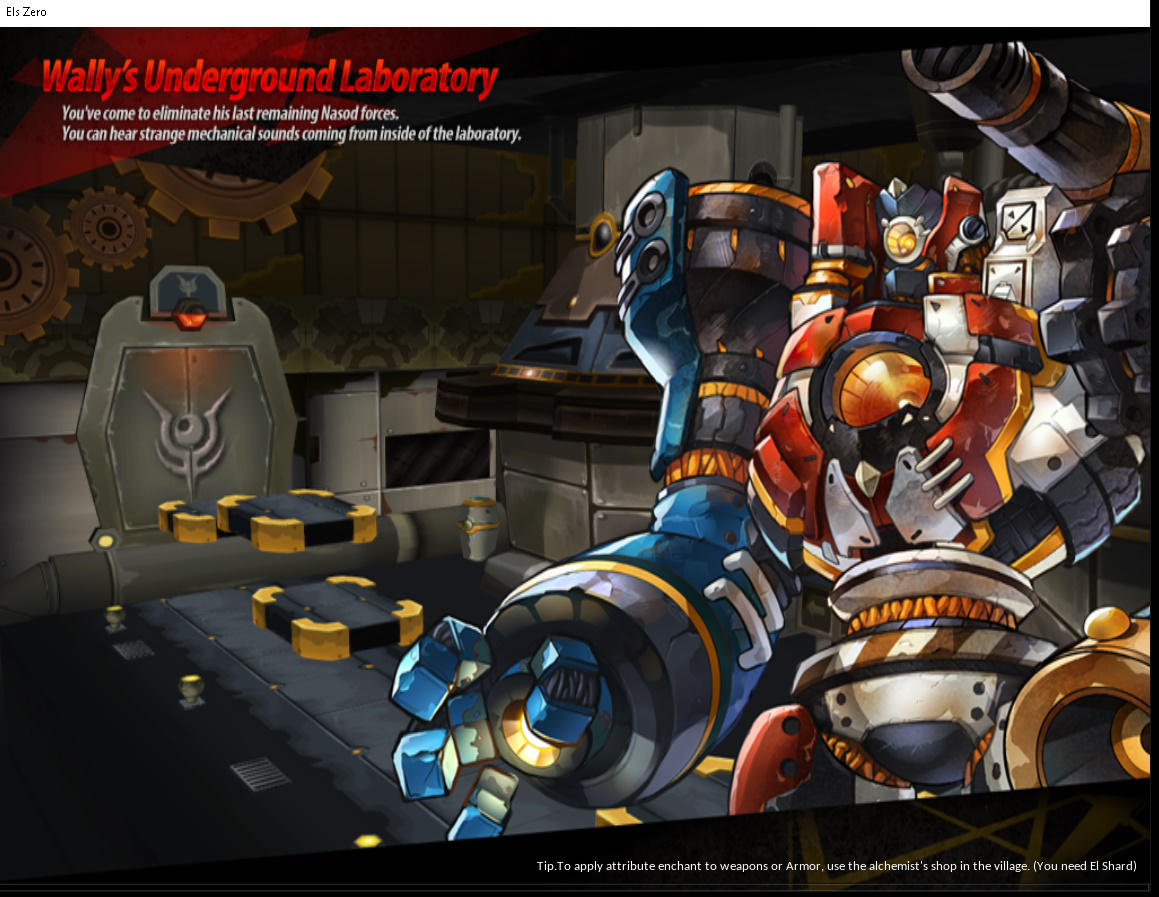 Els Zero
Wally's Underground Laboratory
You've come to eliminate his last remaining Nasod forces.
You can hear strange mechanical sounds coming from inside of the laboratory.
Tip.To apply attribute enchant to weapons or Armor, use the alchemist's shop in the village. (You need El Shard)